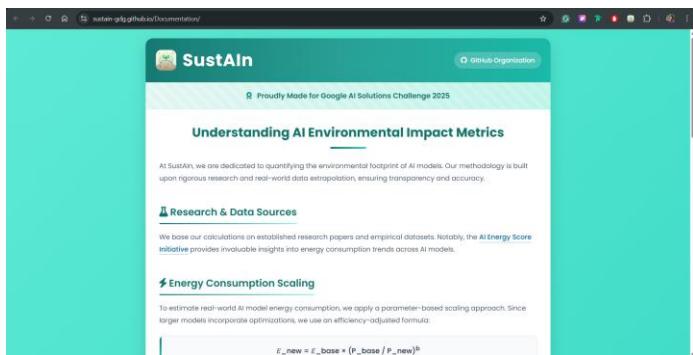 sustain-gdg.github.io/Documentation/
SustAIn
GitHub Organization
Proudly Made for Google AI Solutions Challenge 2025
Understanding AI Environmental Impact Metrics
At SustAIn, we are dedicated to quantifying the environmental footprint of AI models. Our methodology is built
upon rigorous research and real-world data extrapolation, ensuring transparency and accuracy.
Research & Data Sources
We base our calculations on established research papers and empirical datasets. Notably, the AI Energy Score
Initiative provides invaluable insights into energy consumption trends across AI models.
Energy Consumption Scaling
To estimate real-world AI model energy consumption, we apply a parameter-based scaling approach. Since
larger models incorporate optimizations, we use an efficiency-adjusted formula:
E_new = E_base × (P_base / P_new)ᵇ